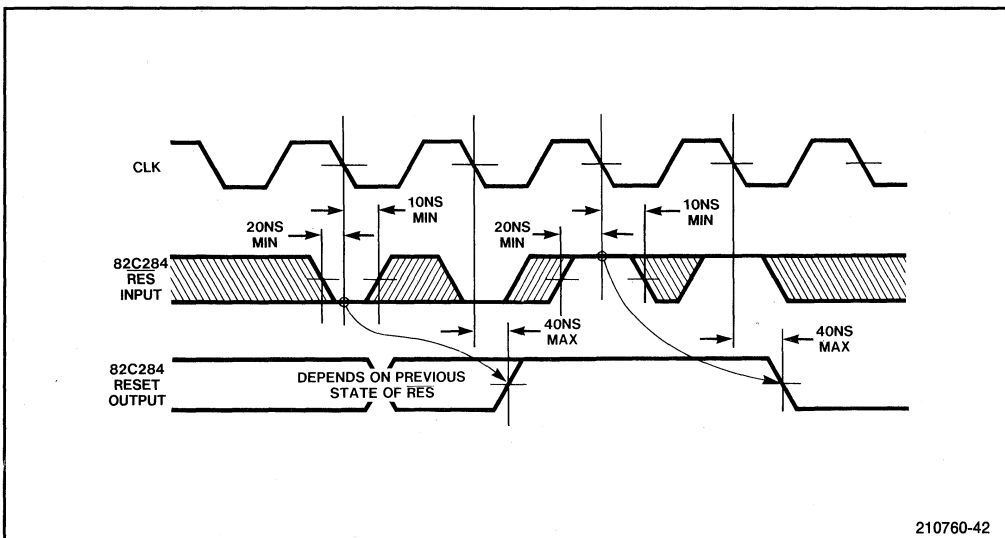 CLK
20NS
MIN
10NS
MIN
20NS
MIN
10NS
MIN
82C284
RES
INPUT
40NS
MAX
40NS
MAX
82C284
RESET
OUTPUT
DEPENDS ON PREVIOUS
STATE OF RES
210760-42